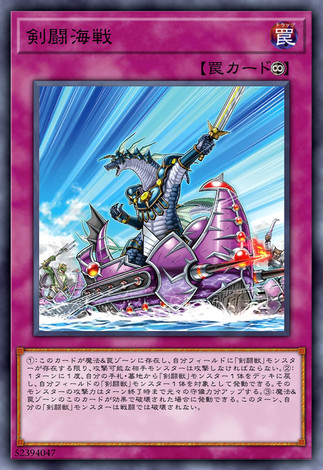 剣闘海戦
トラップ
罠
【罠カード】
①:このカードが魔法&罠ゾーンに存在し、自分フィールドに「剣闘獣」モンスタ
ーが存在する限り、攻撃可能な相手モンスターは攻撃しなければならない。②:
1ターンに1度、自分の手札・墓地から「剣闘獣」モンスター1体をデッキに戻
し、自分フィールドの「剣闘獣」モンスター1体を対象として発動できる。その
モンスターの攻撃力はターン終了時まで元々の守備力分アップする。③:魔法&
罠ゾーンのこのカードが効果で破壊された場合に発動できる。このターン、自
分の「剣闘獣」モンスターは戦闘では破壊されない。
52394047